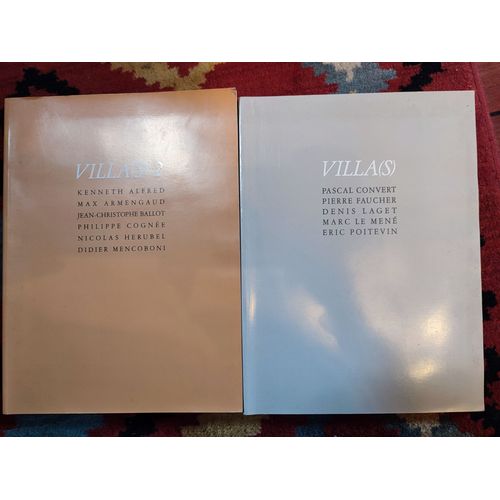 VILLA(S) 2
KENNETH ALFRED
MAX ARMENGAUD
JEAN-CHRISTOPHE BALLOT
PHILIPPE COGNÉE
NICOLAS HERUBEL
DIDIER MENCOBONI
VILLA(S)
PASCAL CONVERT
PIERRE FAUCHER
DENIS LAGET
MARC LE MENÉ
ERIC POITEVIN